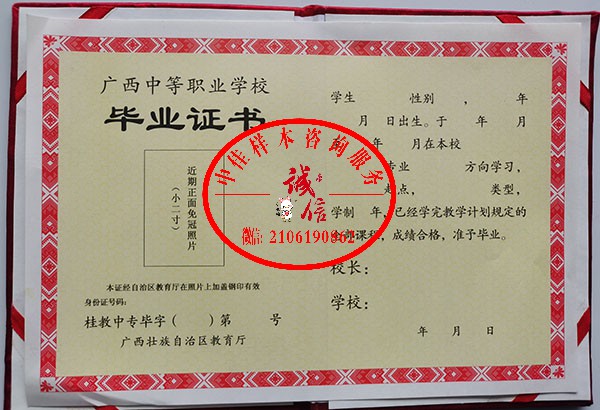 广西中等职业学校
毕业证书
近期正面免冠照片
(小二寸)
本证经自治区教育厅在照片上加盖钢印有效
身份证号码:
桂教中专毕字( )第 号
广西壮族自治区教育厅
学生 性别 , 年
月 日出生。于 年 月
年 月在本校
专业 方向学习,
起点, 类型,
学制 年,已经学完教学计划规定的
全部课程,成绩合格,准予毕业。
校长:
学校:
年 月 日
中佳样本咨询服务
诚信
微信: 2106190862